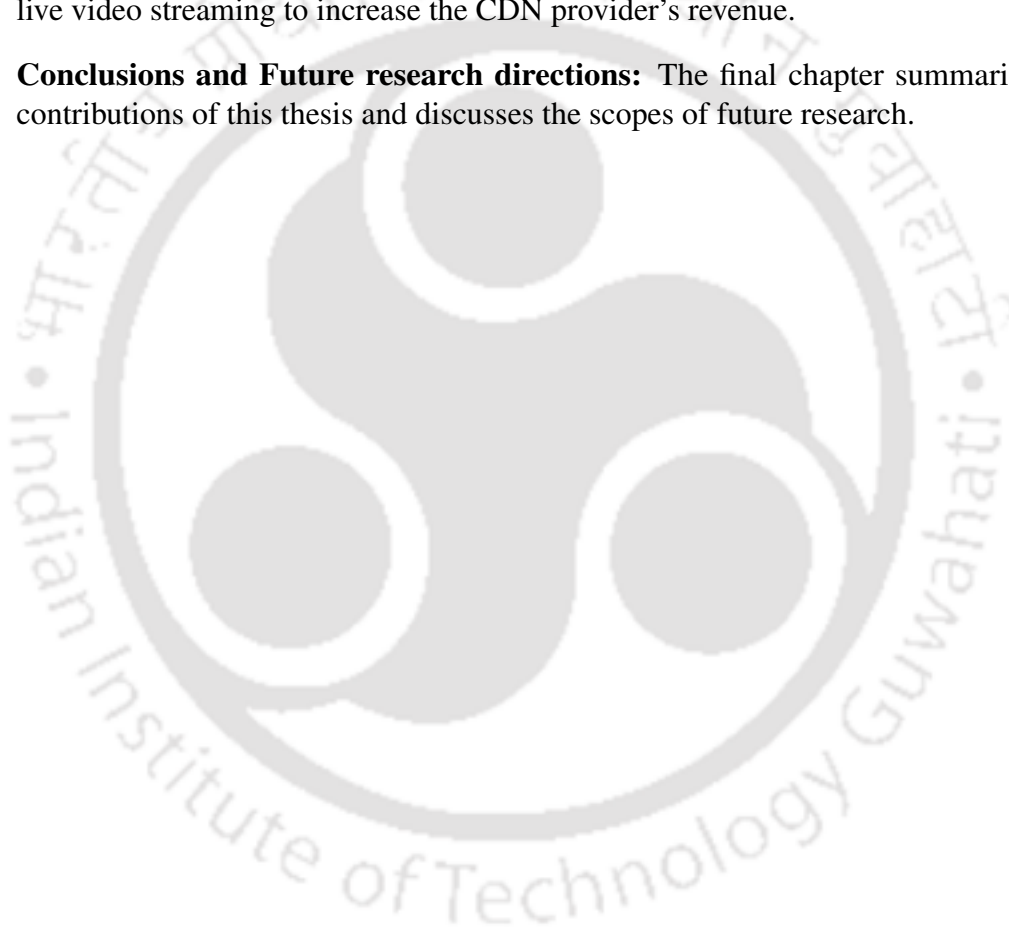 live video streaming to increase the CDN provider's revenue.
Conclusions and Future research directions: The final chapter summari
contributions of this thesis and discusses the scopes of future research.
• Indian Institute of Technology Guwahati •